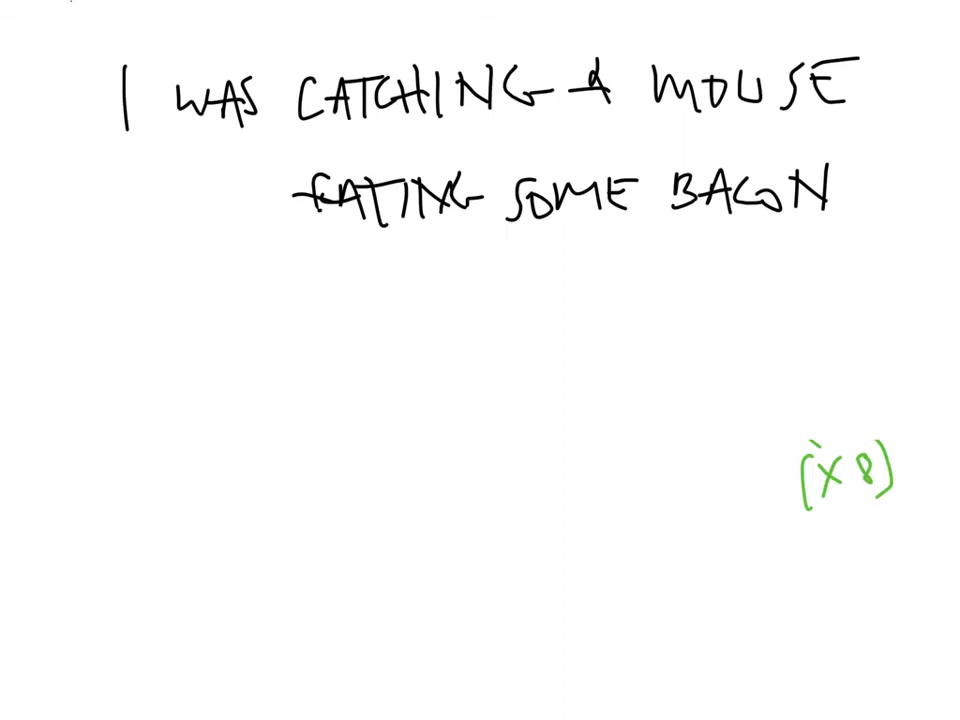 I WAS CATCHING A MOUSE
EATING SOME BACON
(x 8)